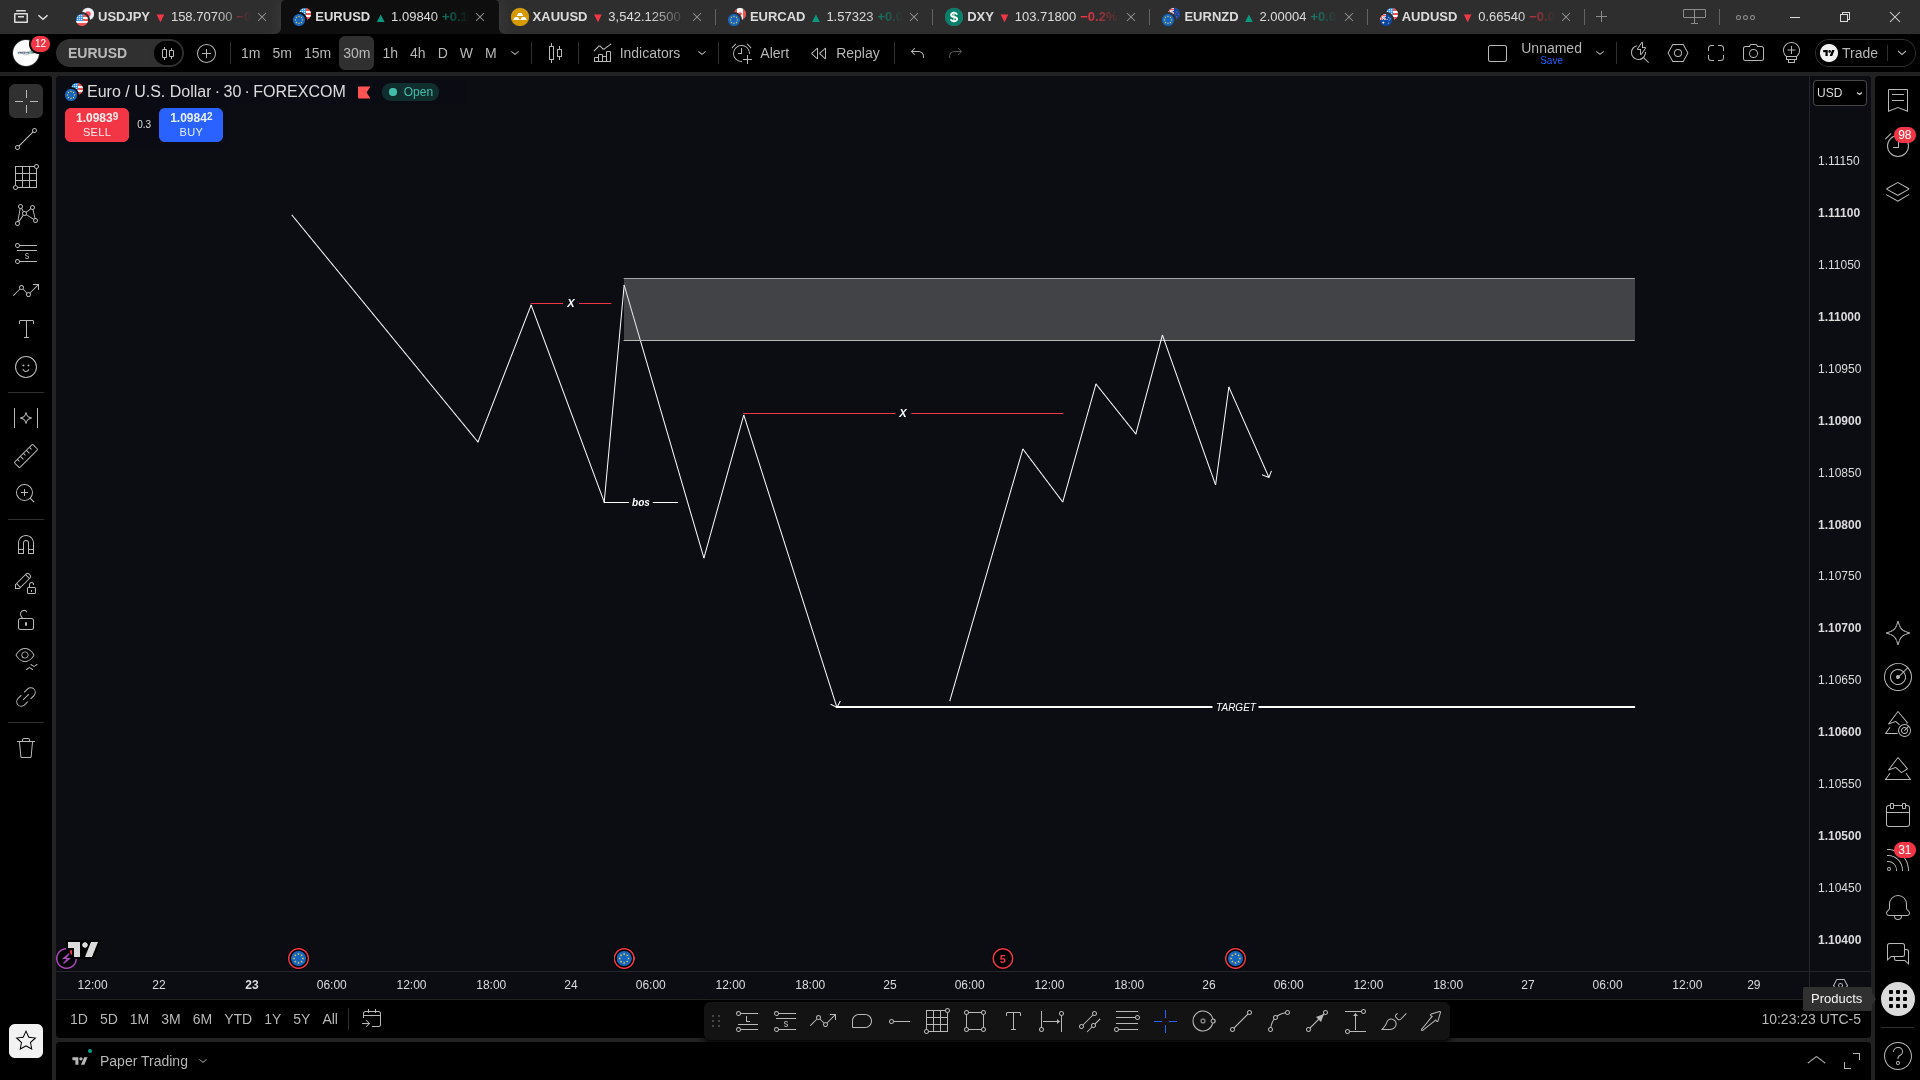 USDJPY ▼ 158.70700
EURUSD ▲ 1.09840
XAUUSD ▼ 3,542.12500
EURCAD ▲ 1.57323
$ DXY ▼ 103.71800 −0.2%
EURNZD ▲ 2.00004
AUDUSD ▼ 0.66540
12
EURUSD
1m 5m 15m 30m 1h 4h D W M
Indicators
Alert
Replay
Unnamed
Save
Trade
Euro / U.S. Dollar · 30 · FOREXCOM
Open
1.09839
SELL
0.3
1.09842
BUY
USD
98
1.11150
1.11100
1.11050
X
1.11000
1.10950
X
1.10900
1.10850
bos
1.10800
1.10750
1.10700
1.10650
TARGET
1.10600
1.10550
1.10500
31
1.10450
1.10400
5
12:00 22 23 06:00 12:00 18:00 24 06:00 12:00 18:00 25 06:00 12:00 18:00 26 06:00 12:00 18:00 27 06:00 12:00 29
Products
1D 5D 1M 3M 6M YTD 1Y 5Y All
10:23:23 UTC-5
Paper Trading